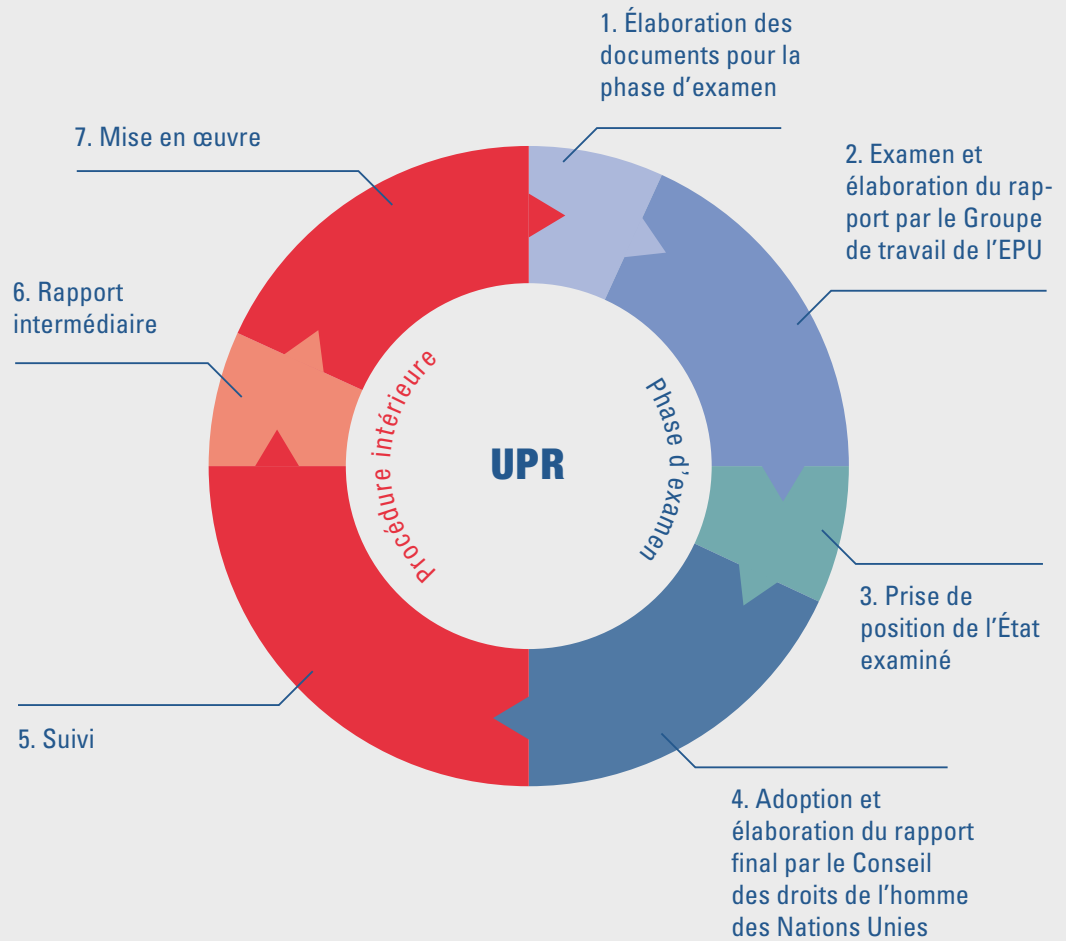 1. Élaboration des
documents pour la
phase d’examen
2. Examen et
élaboration du rap-
port par le Groupe
de travail de l’EPU
3. Prise de
position de l’État
examiné
4. Adoption et
élaboration du rapport
final par le Conseil
des droits de l’homme
des Nations Unies
5. Suivi
6. Rapport
intermédiaire
7. Mise en œuvre
Procédure intérieure
UPR
Phase d’examen